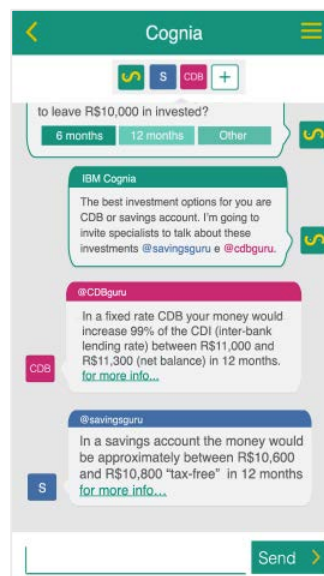 Cognia
S CDB +
to leave R$10,000 in invested?
6 months 12 months Other
IBM Cognia
The best investment options for you are
CDB or savings account. I'm going to
invite specialists to talk about these
investments @savingsguru e @cdbguru.
@CDBguru
In a fixed rate CDB your money would
increase 99% of the CDI (inter-bank
lending rate) between R$11,000 and
R$11,300 (net balance) in 12 months.
for more info...
CDB
@savingsguru
In a savings account the money would
be approximately between R$10,600
and R$10,800 “tax-free” in 12 months
for more info...
S
Send